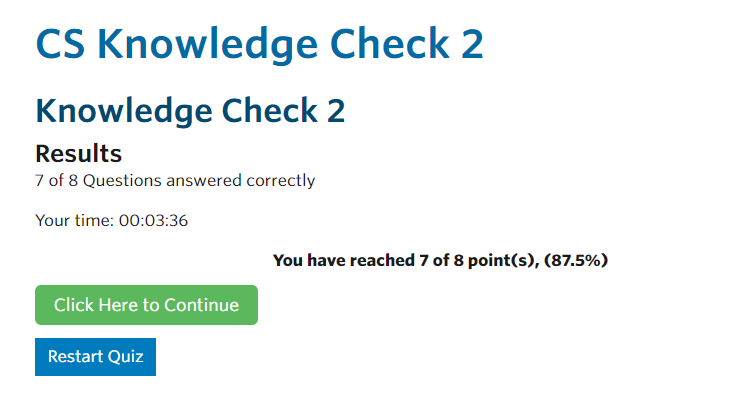 CS Knowledge Check 2
Knowledge Check 2
Results
7 of 8 Questions answered correctly
Your time: 00:03:36
You have reached 7 of 8 point(s), (87.5%)
Click Here to Continue
Restart Quiz